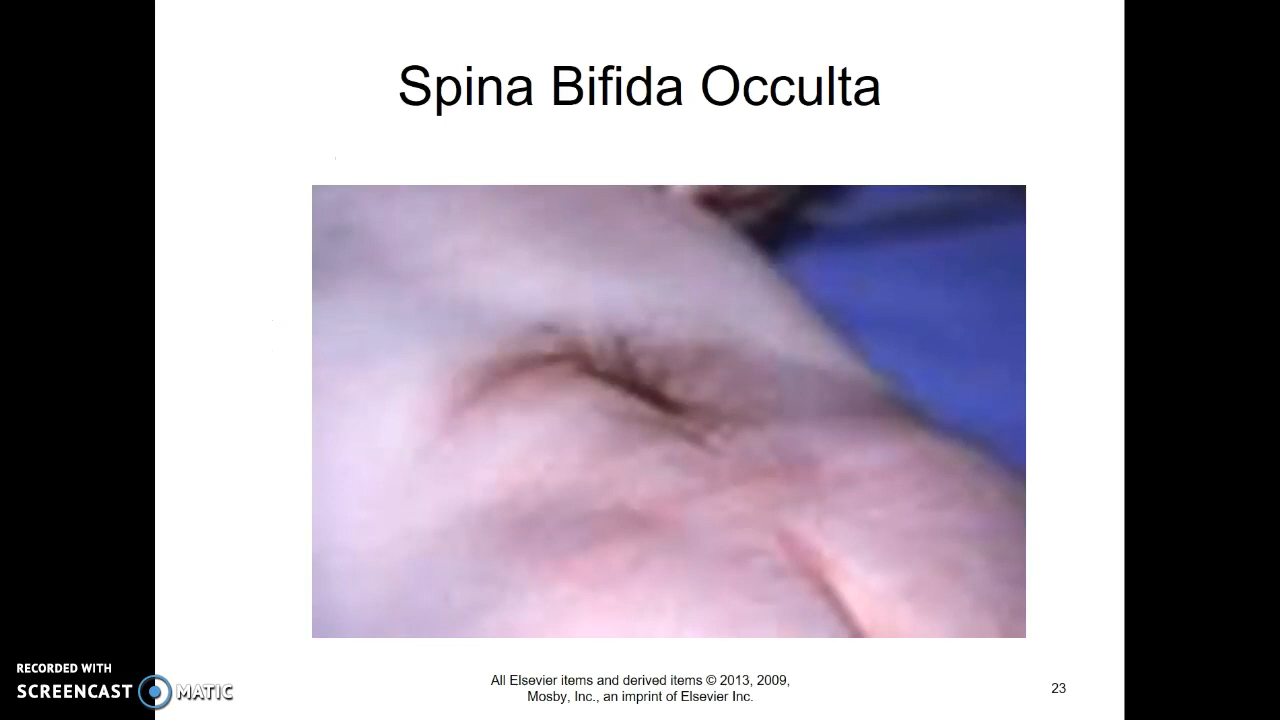 Spina Bifida Occulta
All Elsevier items and derived items © 2013, 2009,
Mosby, Inc., an imprint of Elsevier Inc.
23
RECORDED WITH
SCREENCAST MATIC